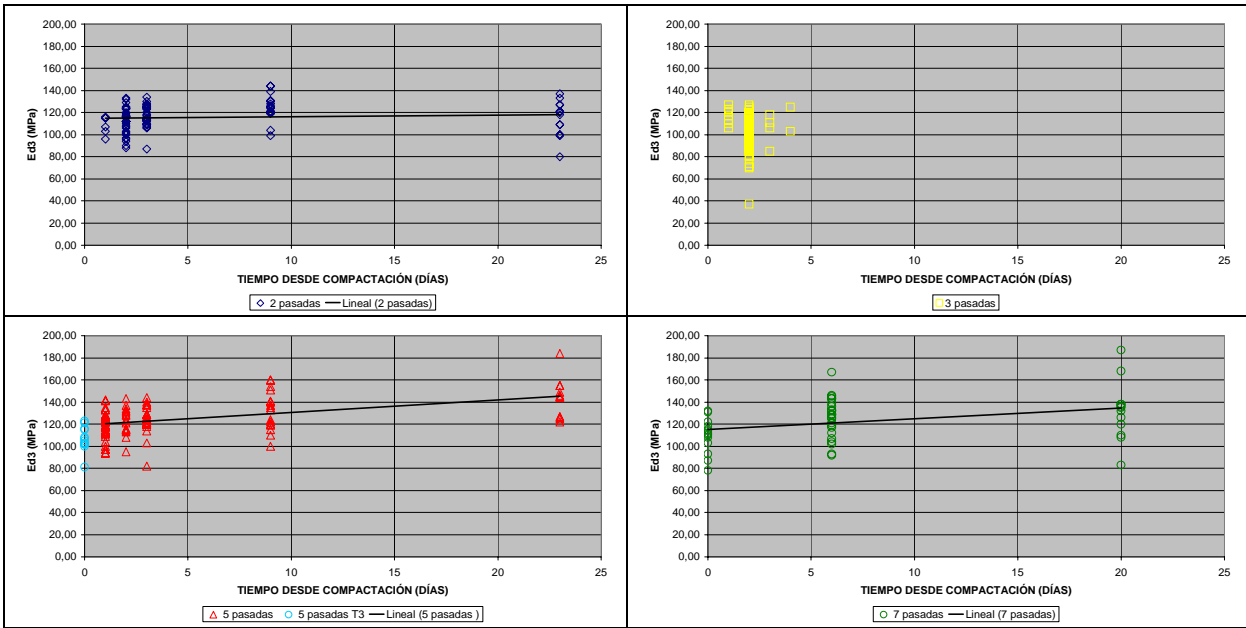 200,00
180,00
160,00
140,00
120,00
100,00
80,00
60,00
40,00
20,00
0,00
Ed3 (MPa)
0 5 10 15 20 25
TIEMPO DESDE COMPACTACIÓN (DÍAS)
2 pasadas Lineal (2 pasadas)
200,00
180,00
160,00
140,00
120,00
100,00
80,00
60,00
40,00
20,00
0,00
Ed3 (MPa)
0 5 10 15 20 25
TIEMPO DESDE COMPACTACIÓN (DÍAS)
3 pasadas
200,00
180,00
160,00
140,00
120,00
100,00
80,00
60,00
40,00
20,00
0,00
Ed3 (MPa)
0 5 10 15 20 25
TIEMPO DESDE COMPACTACIÓN (DÍAS)
5 pasadas 5 pasadas T3 Lineal (5 pasadas )
200,00
180,00
160,00
140,00
120,00
100,00
80,00
60,00
40,00
20,00
0,00
Ed3 (MPa)
0 5 10 15 20 25
TIEMPO DESDE COMPACTACIÓN (DÍAS)
7 pasadas Lineal (7 pasadas)